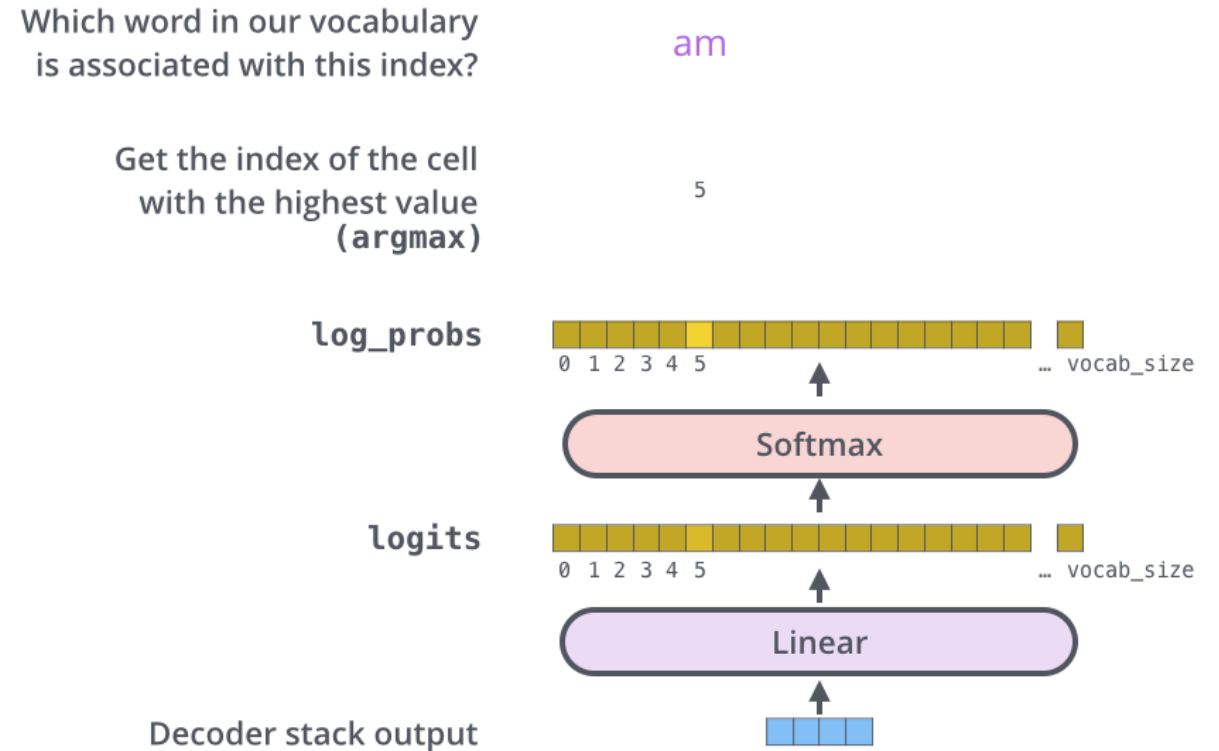 Which word in our vocabulary
is associated with this index?
am
Get the index of the cell
with the highest value
(argmax)
5
log_probs
0 1 2 3 4 5 … vocab_size
Softmax
logits
0 1 2 3 4 5 … vocab_size
Linear
Decoder stack output